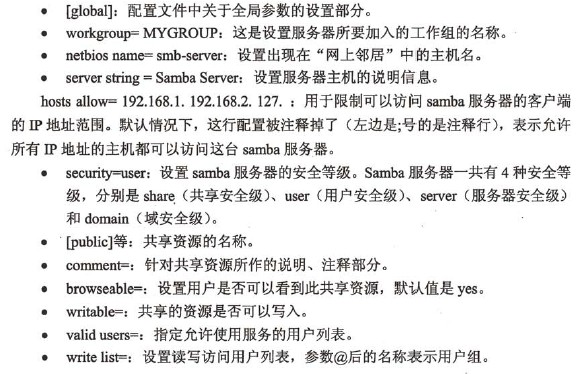 • [global]：配置文件中关于全局参数的设置部分。
• workgroup= MYGROUP：这是设置服务器所要加入的工作组的名称。
• netbios name= smb-server：设置出现在“网上邻居”中的主机名。
• server string = Samba Server：设置服务器主机的说明信息。
hosts allow= 192.168.1. 192.168.2. 127.：用于限制可以访问 samba 服务器的客户端
的 IP 地址范围。默认情况下，这行配置被注释掉了（左边是;号的是注释行），表示允许
所有 IP 地址的主机都可以访问这台 samba 服务器。
• security=user：设置 samba 服务器的安全等级。Samba 服务器一共有 4 种安全等
级，分别是 share（共享安全级）、user（用户安全级）、server（服务器安全级）
和 domain（域安全级）。
• [public]等：共享资源的名称。
• comment=：针对共享资源所作的说明、注释部分。
• browseable=：设置用户是否可以看到此共享资源，默认值是 yes。
• writable=：共享的资源是否可以写入。
• valid users=：指定允许使用服务的用户列表。
• write list=：设置读写访问用户列表，参数@后的名称表示用户组。